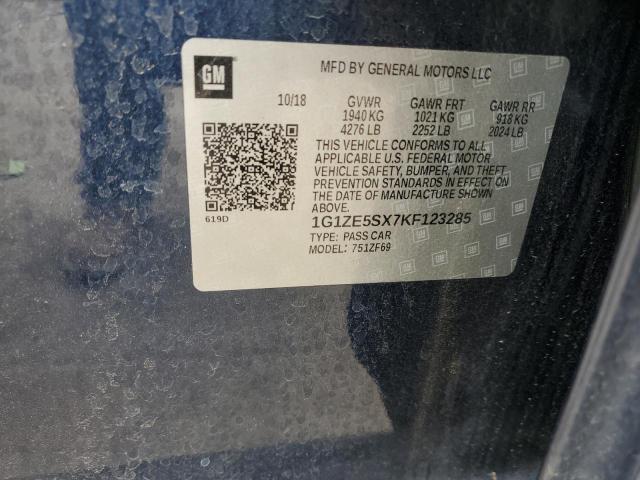 GM
MFD BY GENERAL MOTORS LLC
10/18 GVWR GAWR FRT GAWR RR
1940 KG 1021 KG 918 KG
4276 LB 2252 LB 2024 LB
THIS VEHICLE CONFORMS TO ALL
APPLICABLE U.S. FEDERAL MOTOR
VEHICLE SAFETY, BUMPER, AND THEFT
PREVENTION STANDARDS IN EFFECT ON
THE DATE OF MANUFACTURE SHOWN
ABOVE.
619D 1G1ZE5SX7KF123285
TYPE: PASS CAR
MODEL: 751ZF69